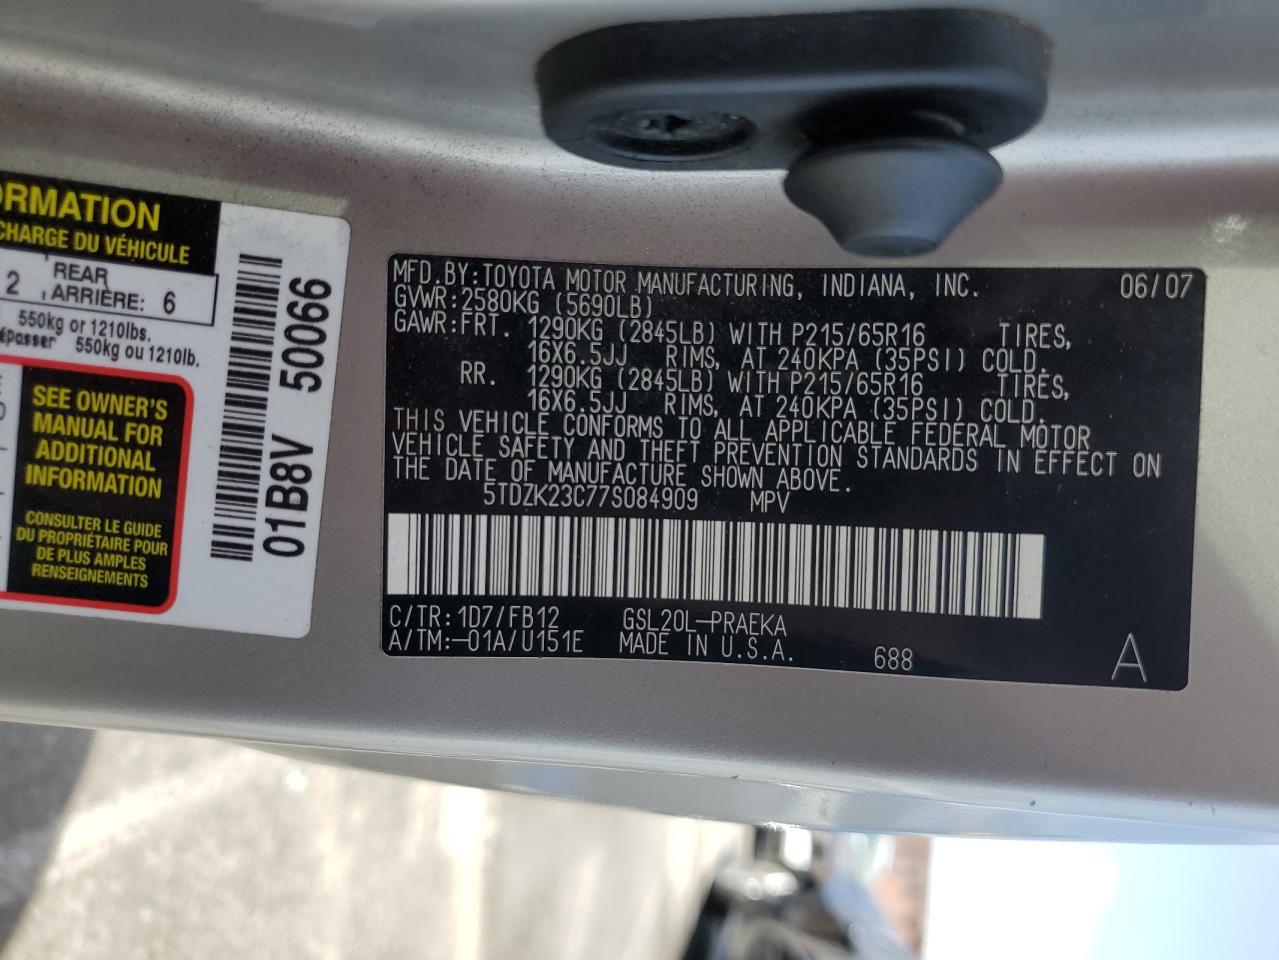 ORMATION
CHARGE DU VÉHICULE
2 REAR ARRIÈRE: 6
550kg or 1210lbs.
épasser 550kg ou 1210lb.
SEE OWNER'S
MANUAL FOR
ADDITIONAL
INFORMATION
CONSULTER LE GUIDE
DU PROPRIÉTAIRE POUR
DE PLUS AMPLES
RENSEIGNEMENTS
01B8V 50066
MFD.BY:TOYOTA MOTOR MANUFACTURING, INDIANA, INC. 06/07
GVWR:2580KG (5690LB)
GAWR:FRT. 1290KG (2845LB) WITH P215/65R16 TIRES,
16X6.5JJ RIMS, AT 240KPA (35PSI) COLD.
RR. 1290KG (2845LB) WITH P215/65R16 TIRES,
16X6.5JJ RIMS, AT 240KPA (35PSI) COLD.
THIS VEHICLE CONFORMS TO ALL APPLICABLE FEDERAL MOTOR
VEHICLE SAFETY AND THEFT PREVENTION STANDARDS IN EFFECT ON
THE DATE OF MANUFACTURE SHOWN ABOVE.
5TDZK23C77S084909 MPV
C/TR:1D7/FB12 GSL20L-PRAEKA
A/TM:-01A/U151E MADE IN U.S.A. 688 A